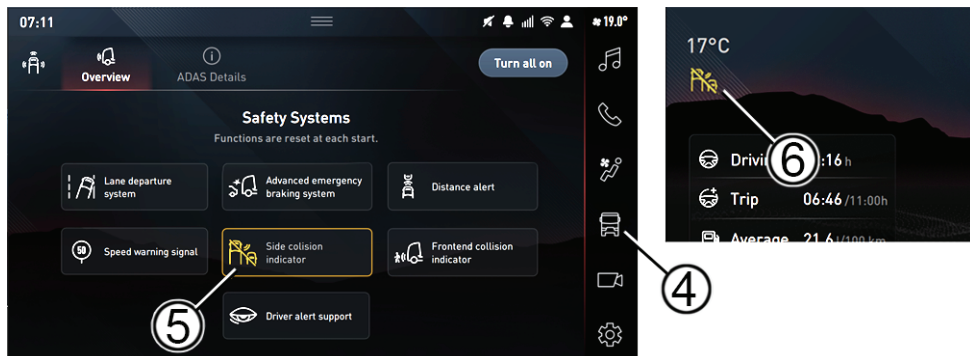 07:11
19.0°
Overview
ADAS Details
Turn all on
Safety Systems
Functions are reset at each start.
Lane departure
system
Advanced emergency
braking system
Distance alert
50
Speed warning signal
Side colision
indicator
Frontend collision
indicator
Driver alert support
4
5
17°C
6
:16 h
Trip 06:46 /11:00h
Average 21.6 l/100 km